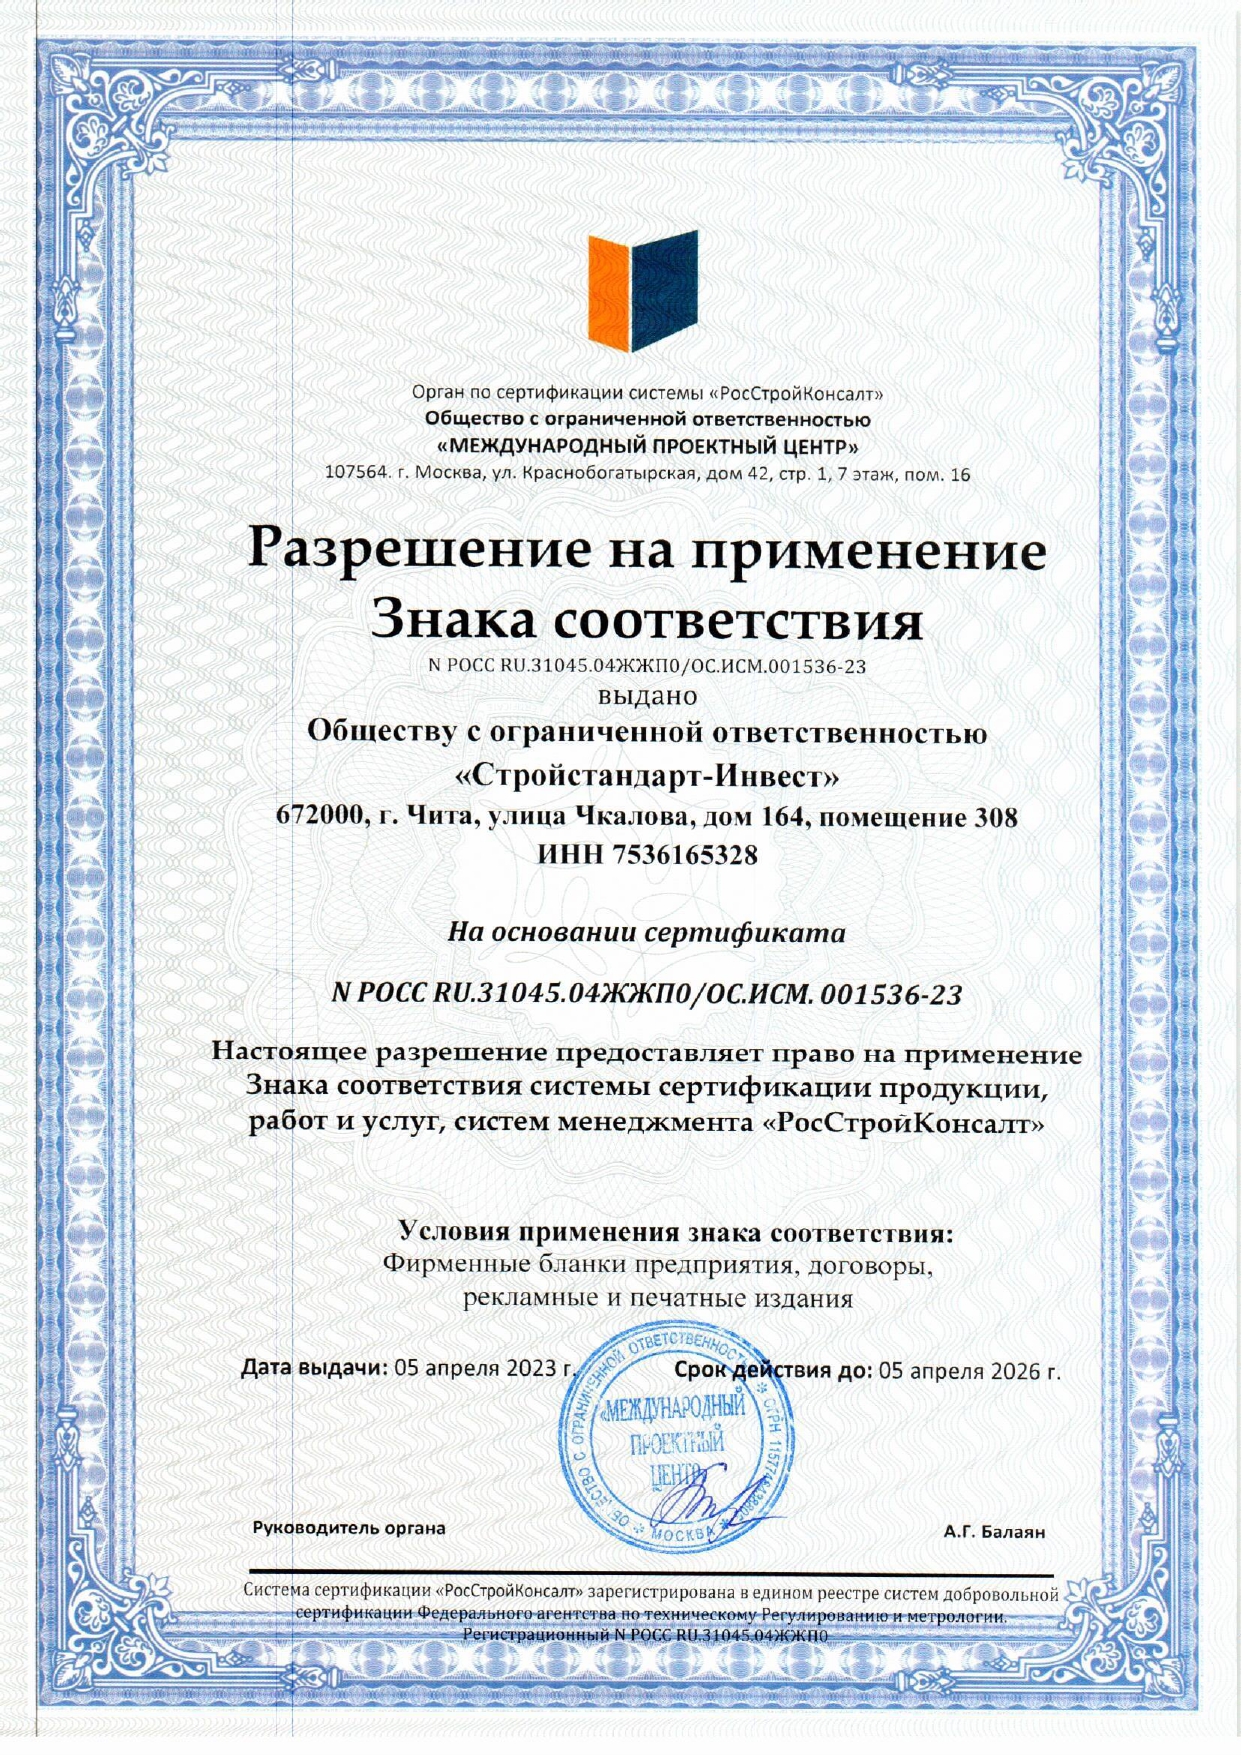 Орган по сертификации системы «РосСтройКонсалт»
Общество с ограниченной ответственностью
«МЕЖДУНАРОДНЫЙ ПРОЕКТНЫЙ ЦЕНТР»
107564. г. Москва, ул. Краснобогатырская, дом 42, стр. 1, 7 этаж, пом. 16
Разрешение на применение
Знака соответствия
N РОСС RU.31045.04ЖЖП0/ОС.ИСМ.001536-23
выдано
Обществу с ограниченной ответственностью
«Стройстандарт-Инвест»
672000, г. Чита, улица Чкалова, дом 164, помещение 308
ИНН 7536165328
На основании сертификата
N РОСС RU.31045.04ЖЖП0/ОС.ИСМ. 001536-23
Настоящее разрешение предоставляет право на применение
Знака соответствия системы сертификации продукции,
работ и услуг, систем менеджмента «РосСтройКонсалт»
Условия применения знака соответствия:
Фирменные бланки предприятия, договоры,
рекламные и печатные издания
Дата выдачи: 05 апреля 2023 г. Срок действия до: 05 апреля 2026 г.
ОБЩЕСТВО С ОГРАНИЧЕННОЙ ОТВЕТСТВЕННОСТЬЮ * ОГРН
* МОСКВА *
«МЕЖДУНАРОДНЫЙ
ПРОЕКТНЫЙ
ЦЕНТР
Руководитель органа А.Г. Балаян
Система сертификации «РосСтройКонсалт» зарегистрирована в едином реестре систем добровольной
сертификации Федерального агентства по техническому Регулированию и метрологии.
Регистрационный N РОСС RU.31045.04ЖЖП0